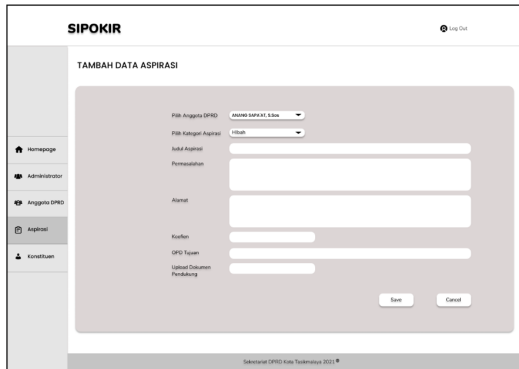 SIPOKIR
Log Out
TAMBAH DATA ASPIRASI
Homepage
Administrator
Anggota DPRD
Aspirasi
Konstituen
Pilih Anggota DPRD
ANANG SAPA'AT, S.Sos
Pilih Kategori Aspirasi
Hibah
Judul Aspirasi
Permasalahan
Alamat
Koefien
OPD Tujuan
Upload Dokumen
Pendukung
Save
Cancel
Sekretariat DPRD Kota Tasikmalaya 2021 ©